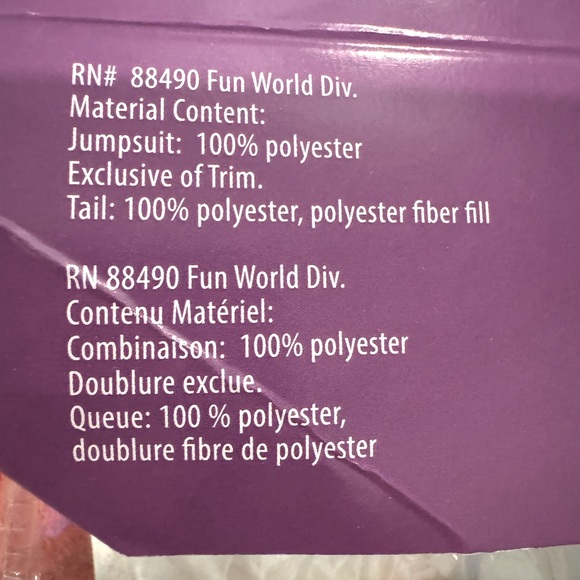 RN# 88490 Fun World Div.
Material Content:
Jumpsuit: 100% polyester
Exclusive of Trim.
Tail: 100% polyester, polyester fiber fill
RN 88490 Fun World Div.
Contenu Matériel:
Combinaison: 100% polyester
Doublure exclue.
Queue: 100 % polyester,
doublure fibre de polyester